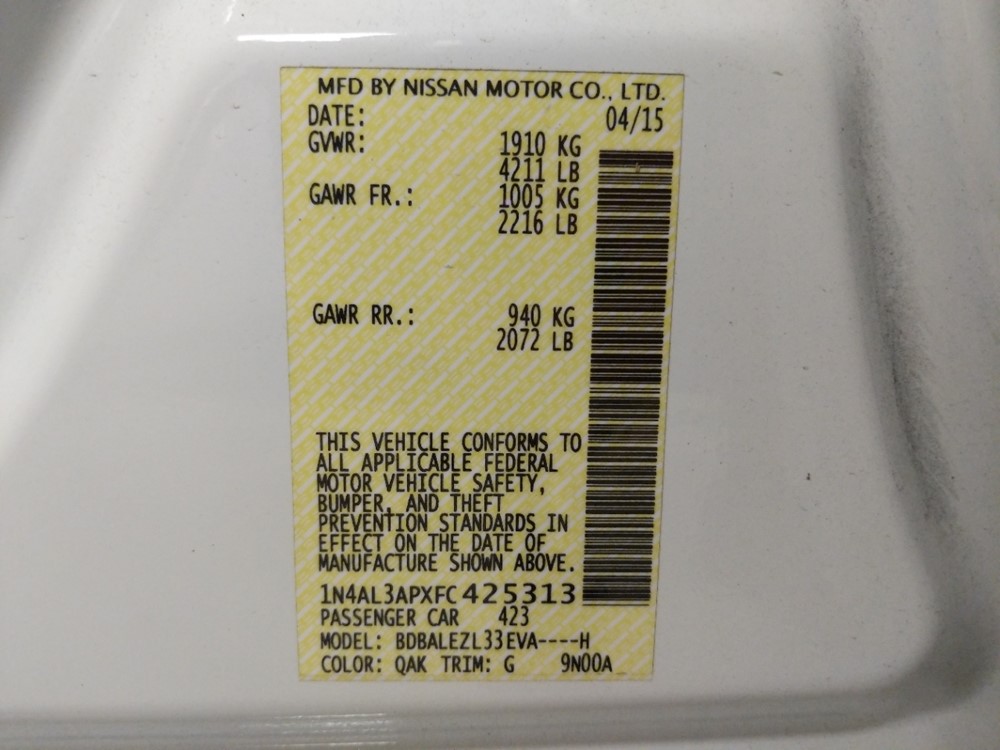 MFD BY NISSAN MOTOR CO., LTD.
DATE: 04/15
GVWR: 1910 KG
4211 LB
GAWR FR.: 1005 KG
2216 LB
GAWR RR.: 940 KG
2072 LB
THIS VEHICLE CONFORMS TO
ALL APPLICABLE FEDERAL
MOTOR VEHICLE SAFETY,
BUMPER, AND THEFT
PREVENTION STANDARDS IN
EFFECT ON THE DATE OF
MANUFACTURE SHOWN ABOVE.
1N4AL3APXFC425313
PASSENGER CAR 423
MODEL: BDBALEZL33EVA----H
COLOR: QAK TRIM: G 9N00A